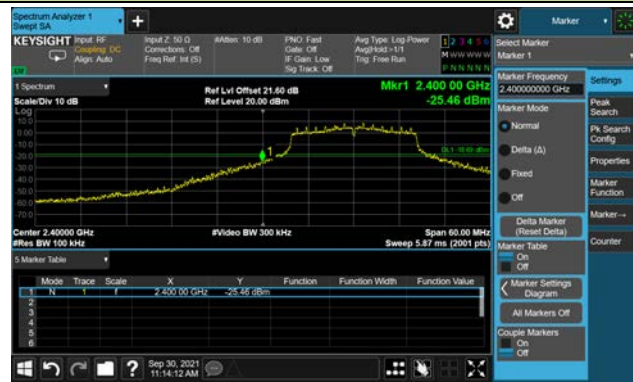 Spectrum Analyzer 1
Swept SA
Marker
KEYSIGHT
Input: RF
Coupling: DC
Align: Auto
Input Z: 50 Ω
Corrections: Off
Freq Ref: Int (S)
#Atten: 10 dB
PNO: Fast
Gate: Off
IF Gain: Low
Sig Track: Off
Avg Type: Log-Power
Avg|Hold:>1/1
Trig: Free Run
1 2 3 4 5 6
M W W W W W
P N N N N N
Select Marker
Marker 1
1 Spectrum
Scale/Div 10 dB
Log
Ref Lvl Offset 21.60 dB
Ref Level 20.00 dBm
Mkr1 2.400 00 GHz
-25.46 dBm
10.0
0.00
-10.0
-20.0
-30.0
-40.0
-50.0
-60.0
-70.0
1
Center 2.40000 GHz
#Res BW 100 kHz
#Video BW 300 kHz
Span 60.00 MHz
Sweep 5.87 ms (2001 pts)
Marker Frequency
2.400000000 GHz
Marker Mode
Normal
Delta (Δ)
Fixed
Off
Delta Marker
(Reset Delta)
Marker Table
On
Off
Marker Settings
Diagram
All Markers Off
Couple Markers
On
Off
Settings
Peak
Search
Pk Search
Config
Properties
Marker
Function
Marker→
Counter
5 Marker Table
Mode Trace Scale X Y Function Function Width Function Value
1 N 1 f 2.400 00 GHz -25.46 dBm
2
3
4
5
6
Sep 30, 2021
11:14:12 AM